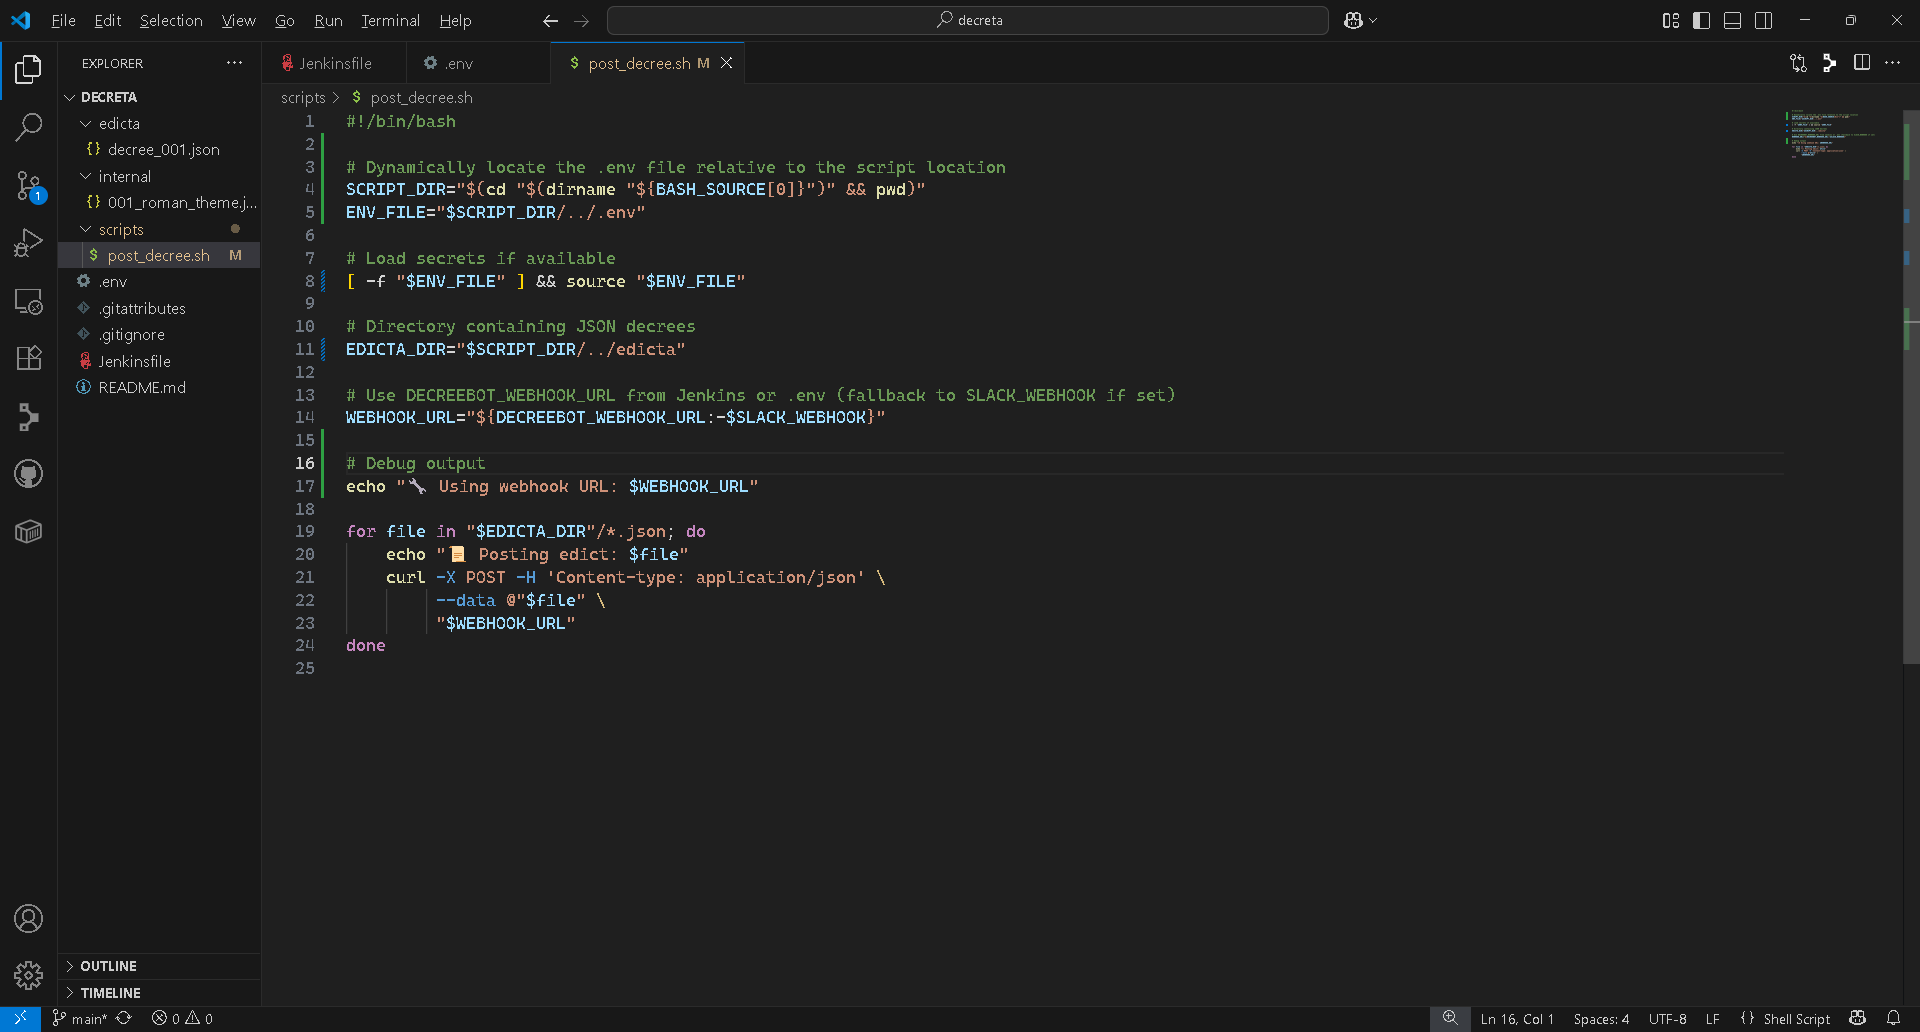 File Edit Selection View Go Run Terminal Help
decreta
EXPLORER
Jenkinsfile
.env
$ post_decree.sh M
DECRETA
edicta
{} decree_001.json
internal
{} 001_roman_theme.j...
scripts
$ post_decree.sh M
.env
.gitattributes
.gitignore
Jenkinsfile
README.md
OUTLINE
TIMELINE
scripts > $ post_decree.sh
1 #!/bin/bash
2
3 # Dynamically locate the .env file relative to the script location
4 SCRIPT_DIR="$(cd "$(dirname "${BASH_SOURCE[0]}")" && pwd)"
5 ENV_FILE="$SCRIPT_DIR/../.env"
6
7 # Load secrets if available
8 [ -f "$ENV_FILE" ] && source "$ENV_FILE"
9
10 # Directory containing JSON decrees
11 EDICTA_DIR="$SCRIPT_DIR/../edicta"
12
13 # Use DECREEBOT_WEBHOOK_URL from Jenkins or .env (fallback to SLACK_WEBHOOK if set)
14 WEBHOOK_URL="${DECREEBOT_WEBHOOK_URL:-$SLACK_WEBHOOK}"
15
16 # Debug output
17 echo "🔧 Using webhook URL: $WEBHOOK_URL"
18
19 for file in "$EDICTA_DIR"/*.json; do
20 echo "📜 Posting edict: $file"
21 curl -X POST -H 'Content-type: application/json' \
22 --data @"$file" \
23 "$WEBHOOK_URL"
24 done
25
1
main* 0 0
Ln 16, Col 1 Spaces: 4 UTF-8 LF {} Shell Script